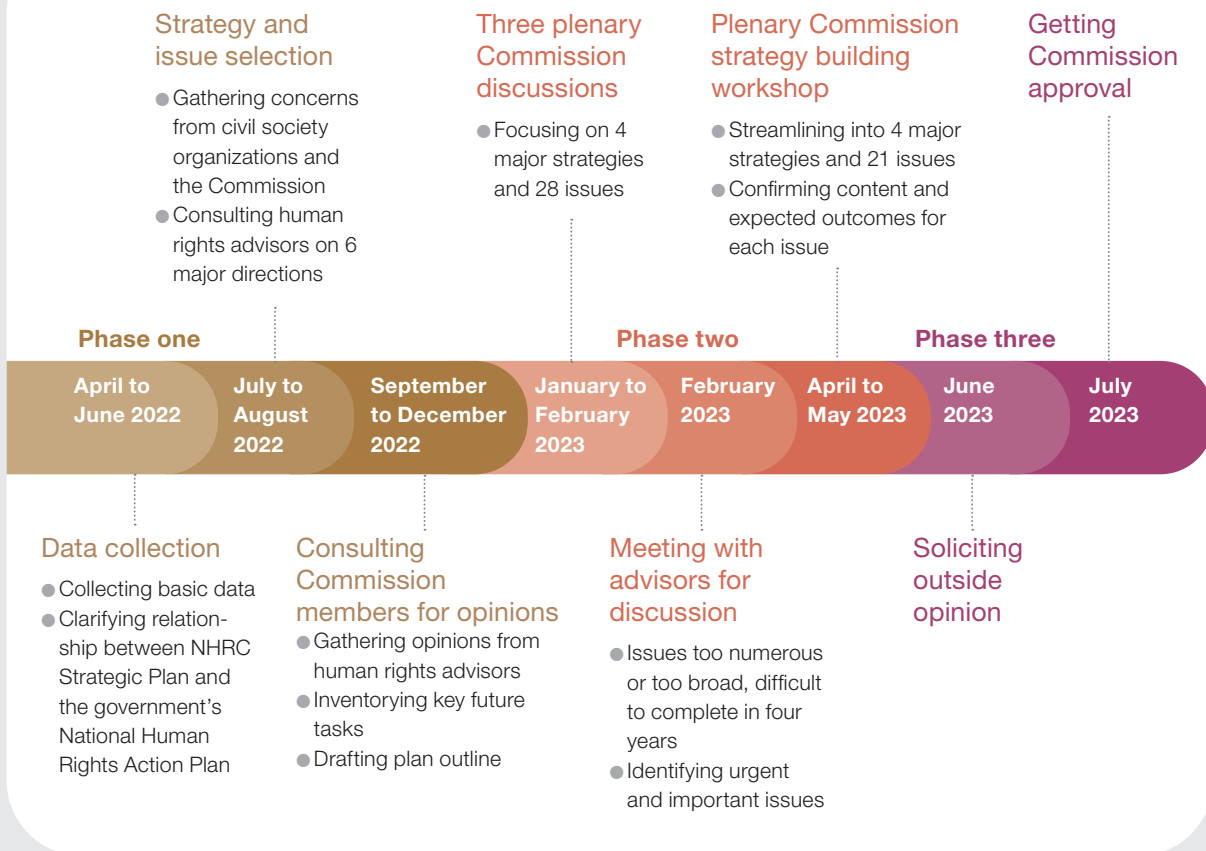 Strategy and
issue selection
● Gathering concerns
from civil society
organizations and
the Commission
● Consulting human
rights advisors on 6
major directions
Three plenary
Commission
discussions
● Focusing on 4
major strategies
and 28 issues
Plenary Commission
strategy building
workshop
● Streamlining into 4 major
strategies and 21 issues
● Confirming content and
expected outcomes for
each issue
Getting
Commission
approval
Phase one
Phase two
Phase three
April to
June 2022
July to
August
2022
September
to December
2022
January to
February
2023
February
2023
April to
May 2023
June
2023
July
2023
Data collection
● Collecting basic data
● Clarifying relation-
ship between NHRC
Strategic Plan and
the government's
National Human
Rights Action Plan
Consulting
Commission
members for opinions
● Gathering opinions from
human rights advisors
● Inventorying key future
tasks
● Drafting plan outline
Meeting with
advisors for
discussion
● Issues too numerous
or too broad, difficult
to complete in four
years
● Identifying urgent
and important issues
Soliciting
outside
opinion